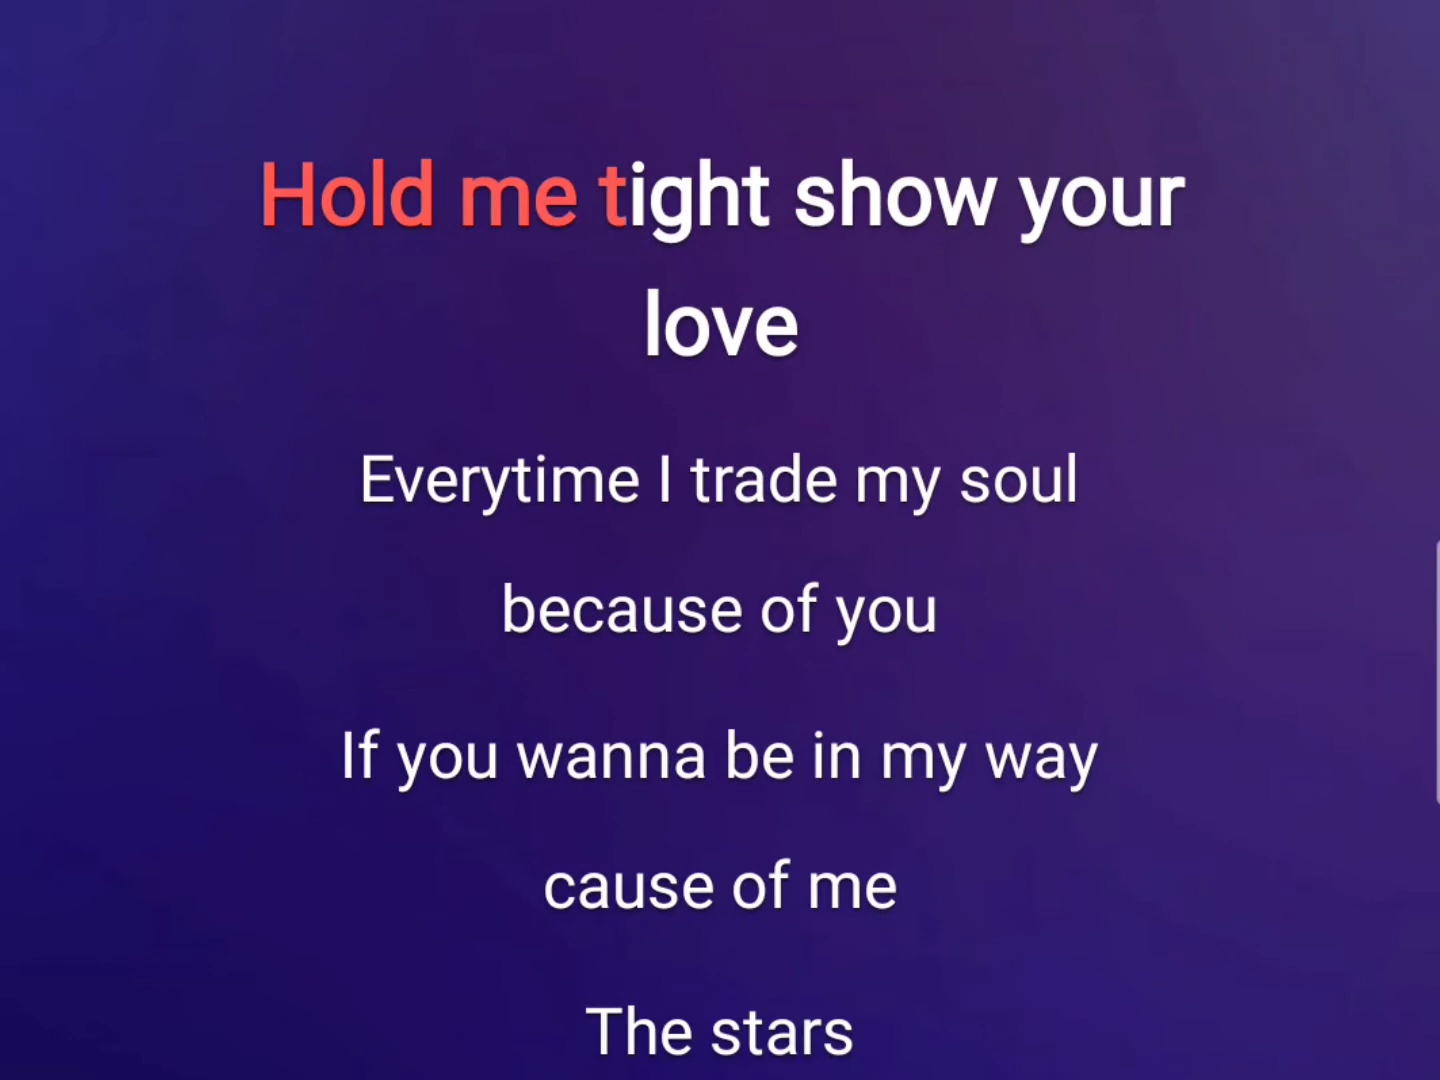 Hold me tight show your
love
Everytime I trade my soul
because of you
If you wanna be in my way
cause of me
The stars